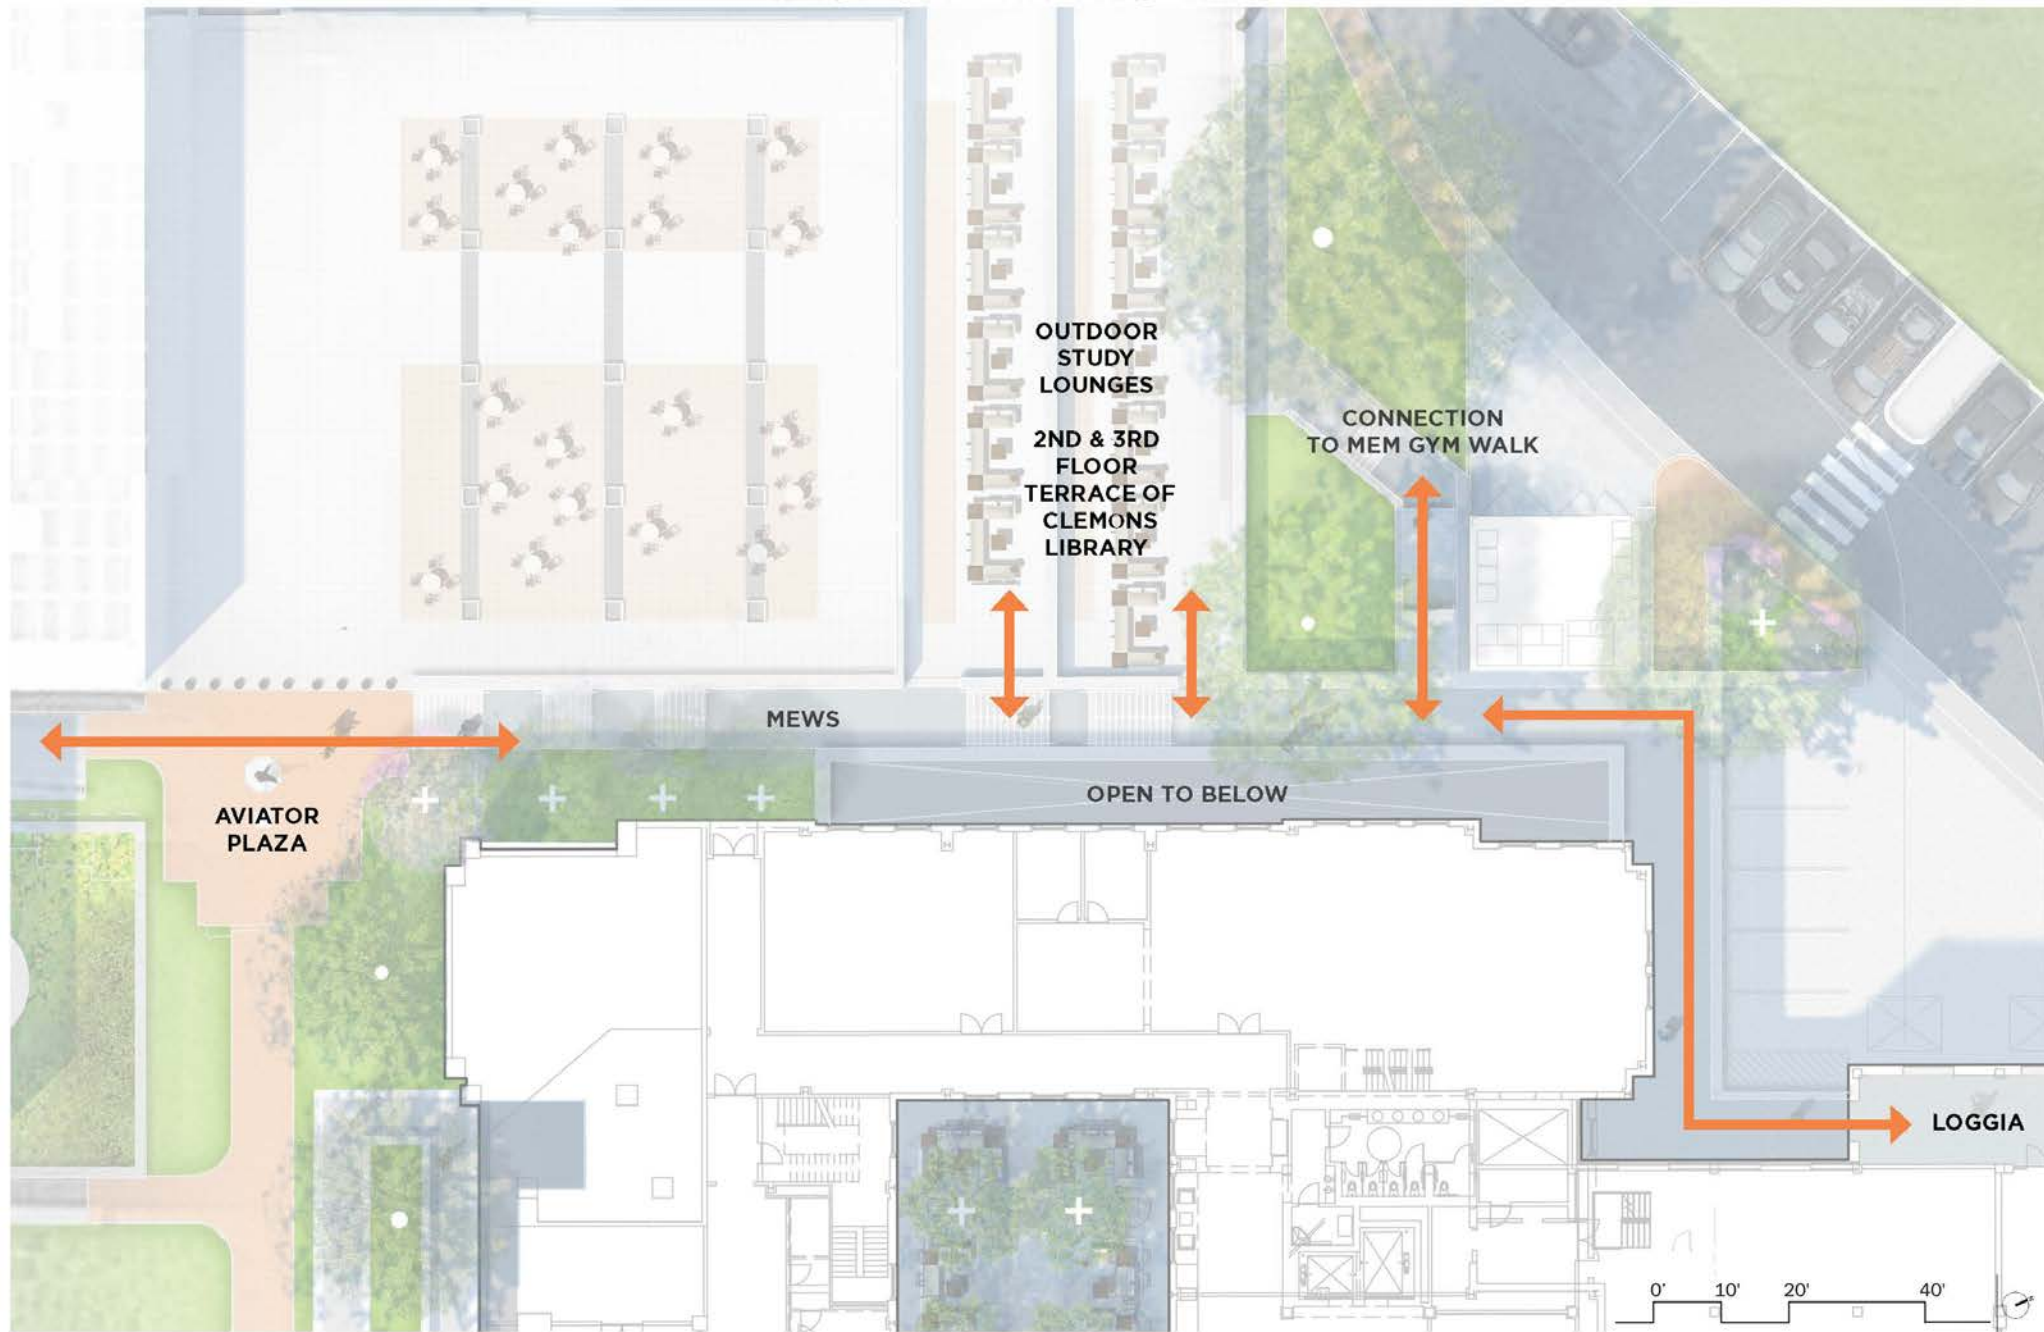 OUTDOOR
STUDY
LOUNGES
2ND & 3RD
FLOOR
TERRACE OF
CLEMONS
LIBRARY
CONNECTION
TO MEM GYM WALK
MEWS
OPEN TO BELOW
AVIATOR
PLAZA
LOGGIA
0' 10' 20' 40'